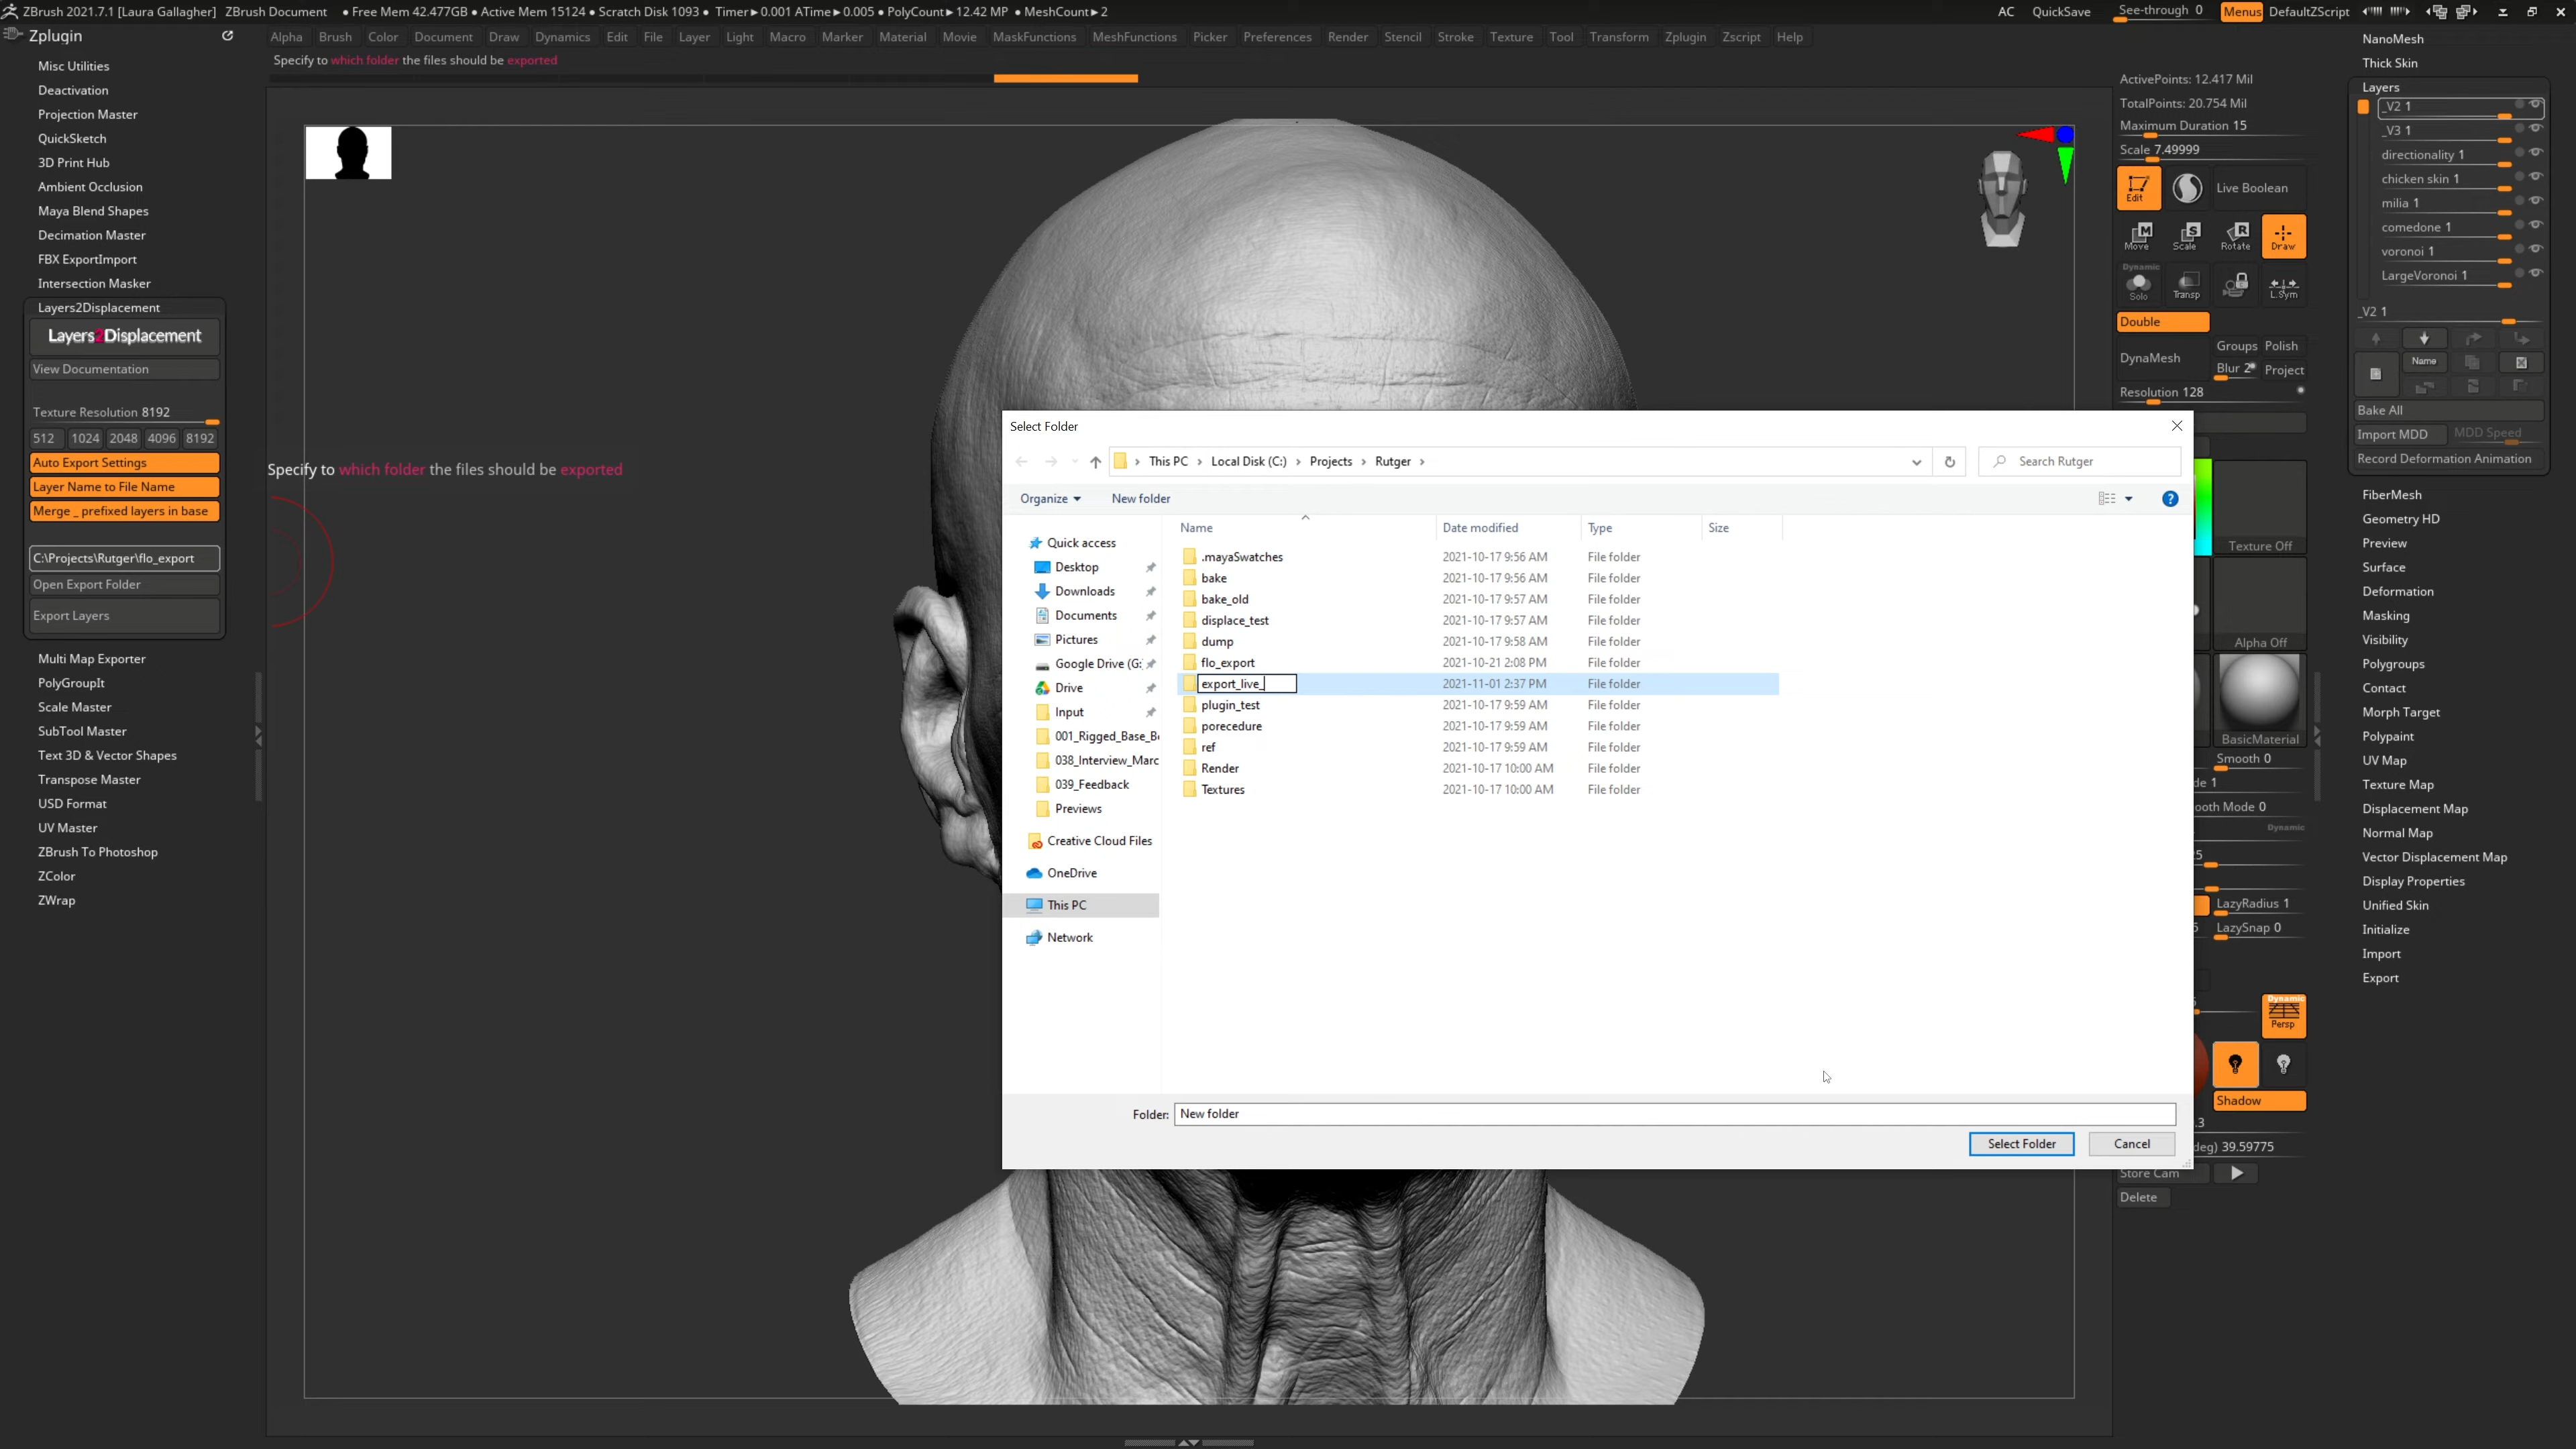 ZBrush 2021.7.1 [Laura Gallagher] ZBrush Document • Free Mem 42.477GB • Active Mem 15124 • Scratch Disk 1093 • Timer►0.001 ATime►0.005 • PolyCount►12.42 MP • MeshCount►2 AC QuickSave See-through 0 Menus DefaultZScript
Zplugin
Alpha Brush Color Document Draw Dynamics Edit File Layer Light Macro Marker Material Movie MaskFunctions MeshFunctions Picker Preferences Render Stencil Stroke Texture Tool Transform Zplugin Zscript Help
Specify to which folder the files should be exported
Misc Utilities
Deactivation
Projection Master
QuickSketch
3D Print Hub
Ambient Occlusion
Maya Blend Shapes
Decimation Master
FBX ExportImport
Intersection Masker
Layers2Displacement
Layers2Displacement
View Documentation
Texture Resolution 8192
512 1024 2048 4096 8192
Auto Export Settings
Layer Name to File Name
Merge _ prefixed layers in base
C:\Projects\Rutger\flo_export
Open Export Folder
Export Layers
Multi Map Exporter
PolyGroupIt
Scale Master
SubTool Master
Text 3D & Vector Shapes
Transpose Master
USD Format
UV Master
ZBrush To Photoshop
ZColor
ZWrap
Specify to which folder the files should be exported
Select Folder
This PC › Local Disk (C:) › Projects › Rutger ›
Search Rutger
Organize New folder
Name Date modified Type Size
Quick access
Desktop
Downloads
Documents
Pictures
Google Drive (G:
Drive
Input
001_Rigged_Base_B
038_Interview_Marc
039_Feedback
Previews
Creative Cloud Files
OneDrive
This PC
Network
.mayaSwatches 2021-10-17 9:56 AM File folder
bake 2021-10-17 9:56 AM File folder
bake_old 2021-10-17 9:57 AM File folder
displace_test 2021-10-17 9:57 AM File folder
dump 2021-10-17 9:58 AM File folder
flo_export 2021-10-21 2:08 PM File folder
export_live_ 2021-11-01 2:37 PM File folder
plugin_test 2021-10-17 9:59 AM File folder
porecedure 2021-10-17 9:59 AM File folder
ref 2021-10-17 9:59 AM File folder
Render 2021-10-17 10:00 AM File folder
Textures 2021-10-17 10:00 AM File folder
Folder: New folder
Select Folder Cancel
ActivePoints: 12.417 Mil
TotalPoints: 20.754 Mil
Maximum Duration 15
Scale 7.49999
Edit Live Boolean
Move Scale Rotate Draw
Dynamic
Solo Transp L.Sym
Double
Groups Polish
DynaMesh
Blur 2 Project
Resolution 128
Texture Off
Alpha Off
BasicMaterial
Smooth 0
de 1
ooth Mode 0
Dynamic
LazyRadius 1
LazySnap 0
Dynamic
Persp
Shadow
.3
deg) 39.59775
Store Cam
Delete
NanoMesh
Thick Skin
Layers
_V2 1
_V3 1
directionality 1
chicken skin 1
milia 1
comedone 1
voronoi 1
LargeVoronoi 1
_V2 1
Name
Bake All
Import MDD MDD Speed
Record Deformation Animation
FiberMesh
Geometry HD
Preview
Surface
Deformation
Masking
Visibility
Polygroups
Contact
Morph Target
Polypaint
UV Map
Texture Map
Displacement Map
Normal Map
Vector Displacement Map
Display Properties
Unified Skin
Initialize
Import
Export